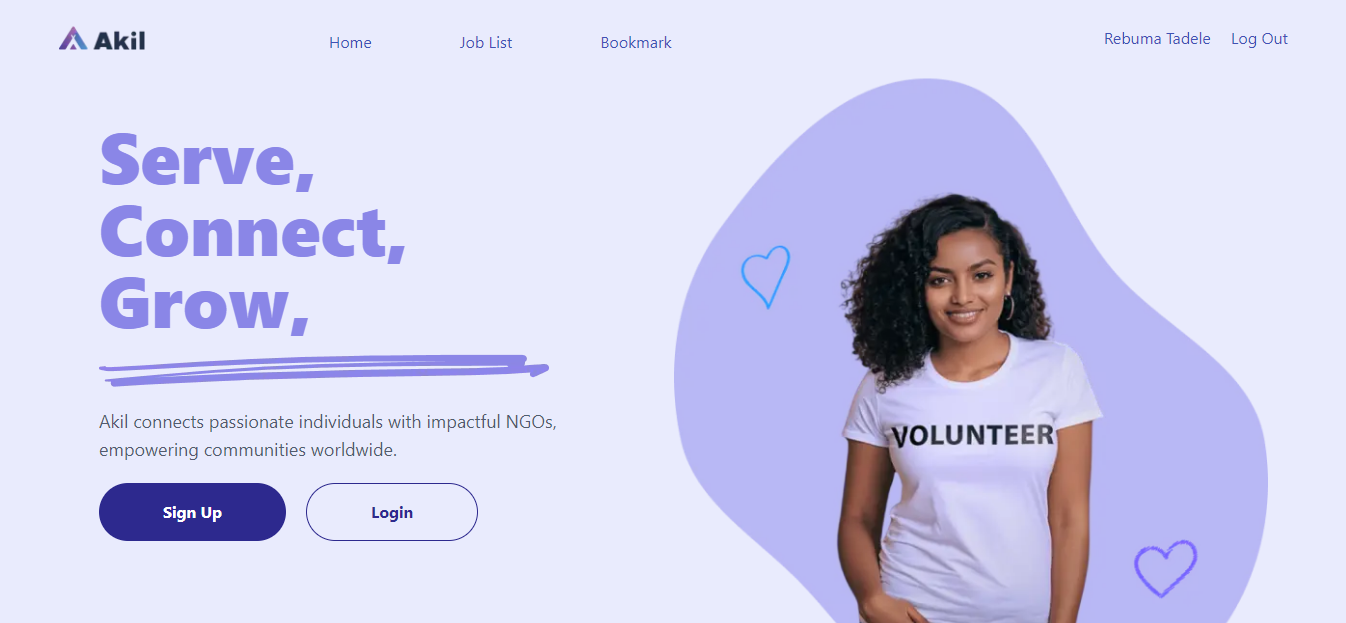 Akil
Home Job List Bookmark
Rebuma Tadele Log Out
Serve,
Connect,
Grow,
Akil connects passionate individuals with impactful NGOs,
empowering communities worldwide.
Sign Up Login
VOLUNTEER